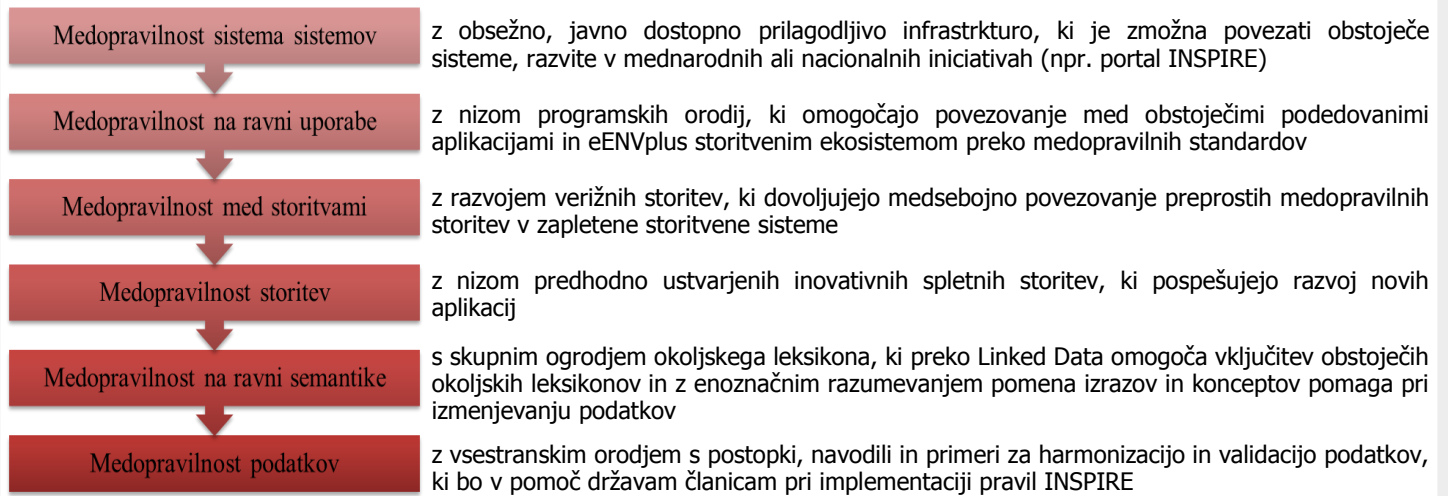 Medopravilnost sistema sistemov
z obsežno, javno dostopno prilagodljivo infrastrkturo, ki je zmožna povezati obstoječe
sisteme, razvite v mednarodnih ali nacionalnih iniciativah (npr. portal INSPIRE)
Medopravilnost na ravni uporabe
z nizom programskih orodij, ki omogočajo povezovanje med obstoječimi podedovanimi
aplikacijami in eENVplus storitvenim ekosistemom preko medopravilnih standardov
Medopravilnost med storitvami
z razvojem verižnih storitev, ki dovoljujejo medsebojno povezovanje preprostih medopravilnih
storitev v zapletene storitvene sisteme
Medopravilnost storitev
z nizom predhodno ustvarjenih inovativnih spletnih storitev, ki pospešujejo razvoj novih
aplikacij
Medopravilnost na ravni semantike
s skupnim ogrodjem okoljskega leksikona, ki preko Linked Data omogoča vključitev obstoječih
okoljskih leksikonov in z enoznačnim razumevanjem pomena izrazov in konceptov pomaga pri
izmenjevanju podatkov
Medopravilnost podatkov
z vsestranskim orodjem s postopki, navodili in primeri za harmonizacijo in validacijo podatkov,
ki bo v pomoč državam članicam pri implementaciji pravil INSPIRE